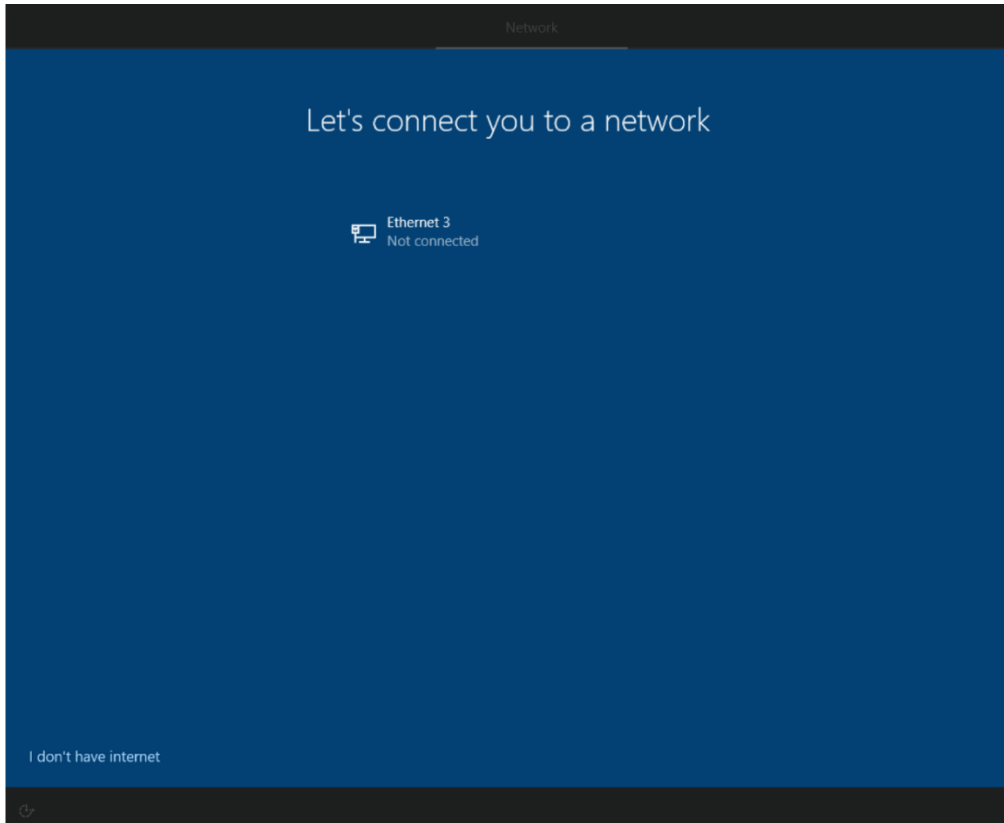 Network
Let's connect you to a network
Ethernet 3
Not connected
I don't have internet